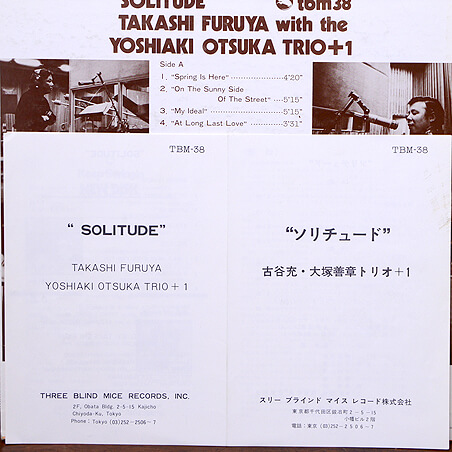 SOLITUDE tbm38
TAKASHI FURUYA with the
YOSHIAKI OTSUKA TRIO+1
Side A
1. "Spring Is Here" 4'20"
2. "On The Sunny Side
Of The Street" 5'15"
3. "My Ideal" 5'15"
4. "At Long Last Love" 3'31"
TBM-38
" SOLITUDE"
TAKASHI FURUYA
YOSHIAKI OTSUKA TRIO + 1
THREE BLIND MICE RECORDS, INC.
2F, Obata Bldg. 2-5-15 Kajicho
Chiyoda-Ku, Tokyo
Phone: Tokyo (03)252-2506-7
TBM-38
"ソリチュード"
古谷充・大塚善章トリオ+1
スリー ブラインド マイス レコード株式会社
東京都千代田区鍛冶町2-5-15
小幡ビル2階
電話:東京 (03)252-2506-7